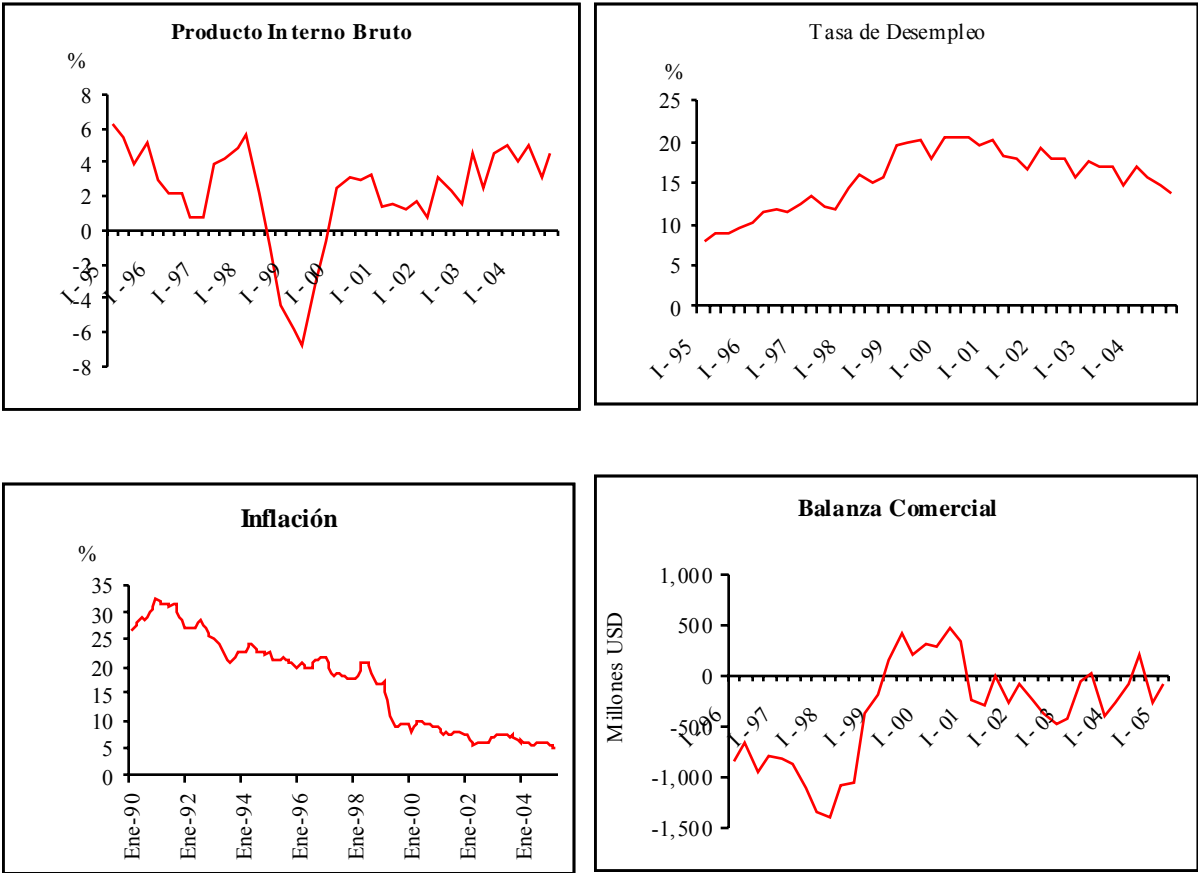 Producto Interno Bruto
%
8
6
4
2
0
-2
-4
-6
-8
I - 95
I - 96
I - 97
I - 98
I - 99
I - 00
I - 01
I - 02
I - 03
I - 04
Tasa de Desempleo
%
25
20
15
10
5
0
I - 95
I - 96
I - 97
I - 98
I - 99
I - 00
I - 01
I - 02
I - 03
I - 04
Inflación
%
35
30
25
20
15
10
5
0
Ene-90
Ene-92
Ene-94
Ene-96
Ene-98
Ene-00
Ene-02
Ene-04
Balanza Comercial
Millones USD
1,000
500
0
-500
-1,000
-1,500
I - 96
I - 97
I - 98
I - 99
I - 00
I - 01
I - 02
I - 03
I - 04
I - 05